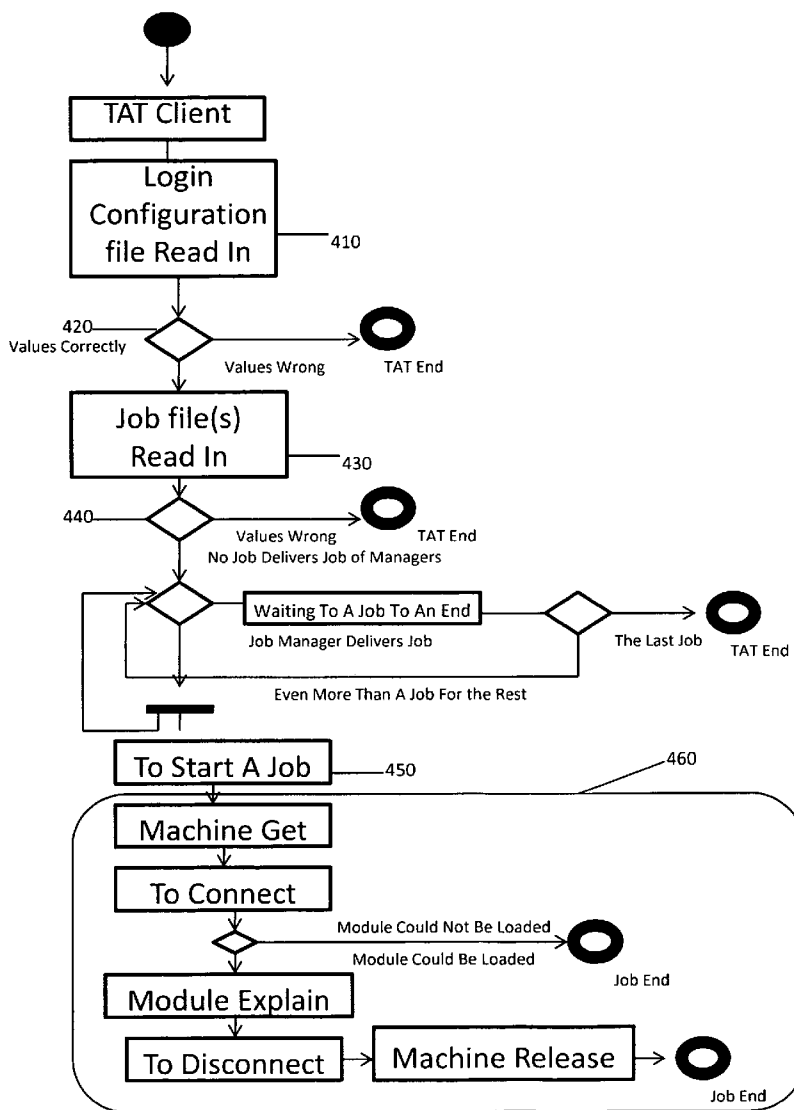 TAT Client
Login
Configuration
file Read In
410
420
Values Correctly
Values Wrong
TAT End
Job file(s)
Read In
430
440
Values Wrong
TAT End
No Job Delivers Job of Managers
Waiting To A Job To An End
Job Manager Delivers Job
The Last Job
TAT End
Even More Than A Job For the Rest
To Start A Job
450
460
Machine Get
To Connect
Module Could Not Be Loaded
Module Could Be Loaded
Job End
Module Explain
To Disconnect
Machine Release
Job End